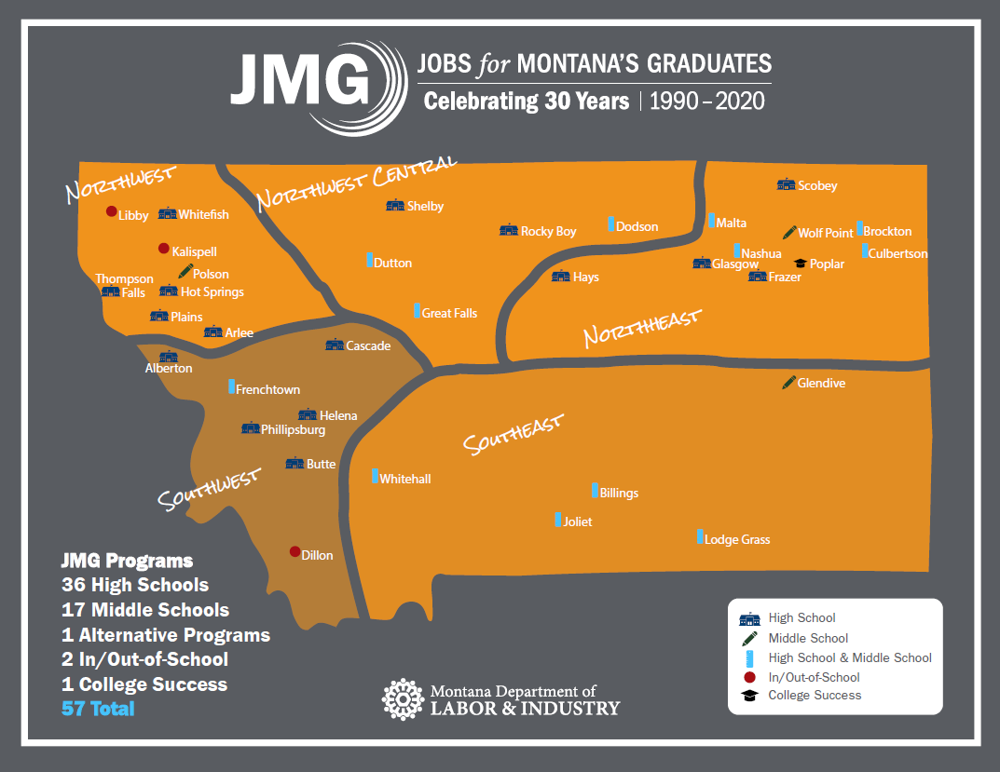 JMG
JOBS for MONTANA'S GRADUATES
Celebrating 30 Years | 1990 – 2020
NORTHWEST
NORTHWEST CENTRAL
Libby
Whitefish
Kalispell
Polson
Thompson
Falls
Hot Springs
Plains
Arlee
Shelby
Rocky Boy
Dodson
Dutton
Great Falls
Scobey
Malta
Wolf Point
Brockton
Nashua
Culbertson
Glasgow
Poplar
Hays
Frazer
NORTHEAST
Cascade
Alberton
Frenchtown
Helena
Phillipsburg
Butte
SOUTHWEST
Dillon
Glendive
SOUTHEAST
Whitehall
Billings
Joliet
Lodge Grass
JMG Programs
36 High Schools
17 Middle Schools
1 Alternative Programs
2 In/Out-of-School
1 College Success
57 Total
High School
Middle School
High School & Middle School
In/Out-of-School
College Success
Montana Department of
LABOR & INDUSTRY